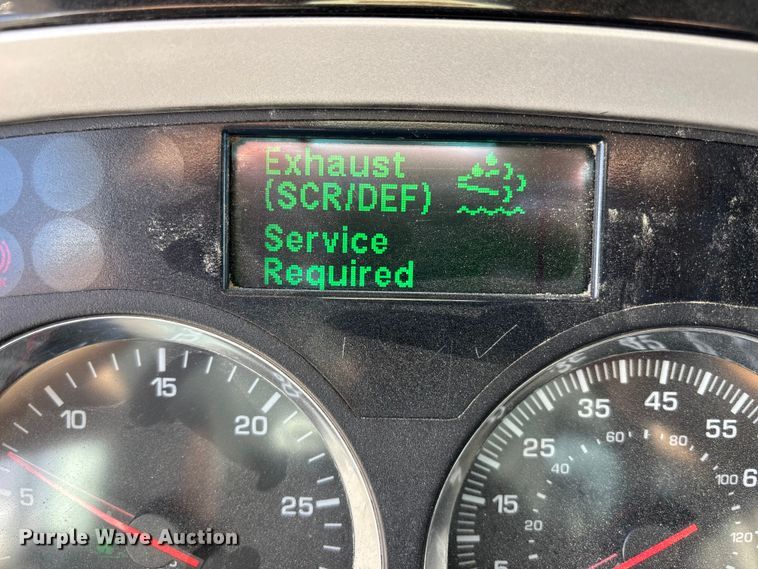 Exhaust
(SCR/DEF)
Service
Required
5 10 15 20 25
15 25 35 45 55
20 40 60 80 100 120
Purple Wave Auction